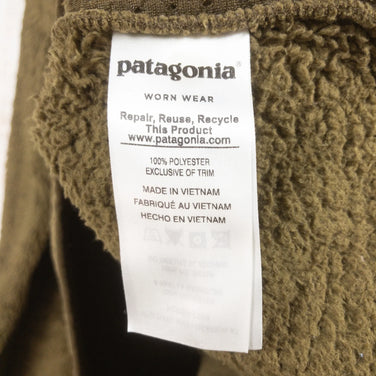 patagonia®
WORN WEAR
Repair, Reuse, Recycle
This Product
www.patagonia.com
100% POLYESTER
EXCLUSIVE OF TRIM
MADE IN VIETNAM
FABRIQUÉ AU VIETNAM
HECHO EN VIETNAM